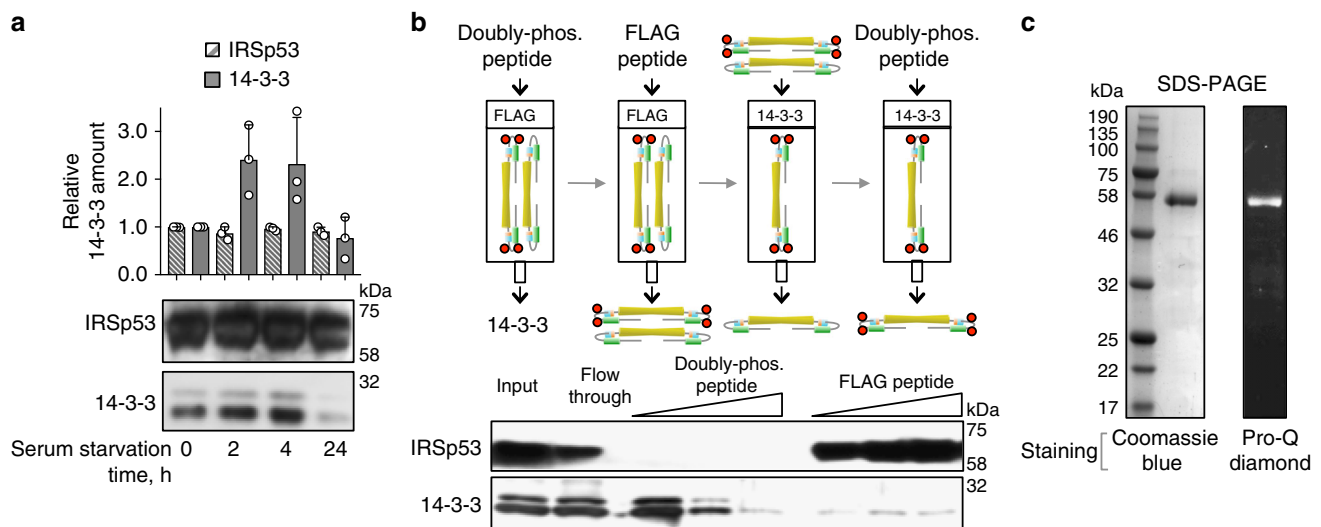 a
IRSp53
14-3-3
Relative
14-3-3 amount
3.0
2.0
1.0
0.0
kDa
IRSp53
75
58
14-3-3
32
Serum starvation 0 2 4 24
time, h
b
Doubly-phos.
peptide
FLAG
peptide
Doubly-phos.
peptide
FLAG
FLAG
14-3-3
14-3-3
14-3-3
Input
Flow
through
Doubly-phos.
peptide
FLAG peptide
kDa
IRSp53
75
58
14-3-3
32
c
SDS-PAGE
kDa
190
135
100
75
58
46
32
25
22
17
Staining
Coomassie
blue
Pro-Q
diamond